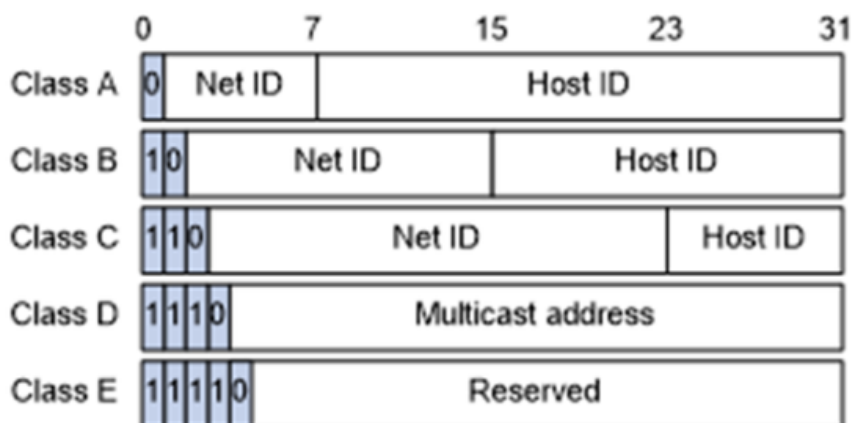 0 7 15 23 31
Class A 0 Net ID Host ID
Class B 1 0 Net ID Host ID
Class C 1 1 0 Net ID Host ID
Class D 1 1 1 0 Multicast address
Class E 1 1 1 1 0 Reserved